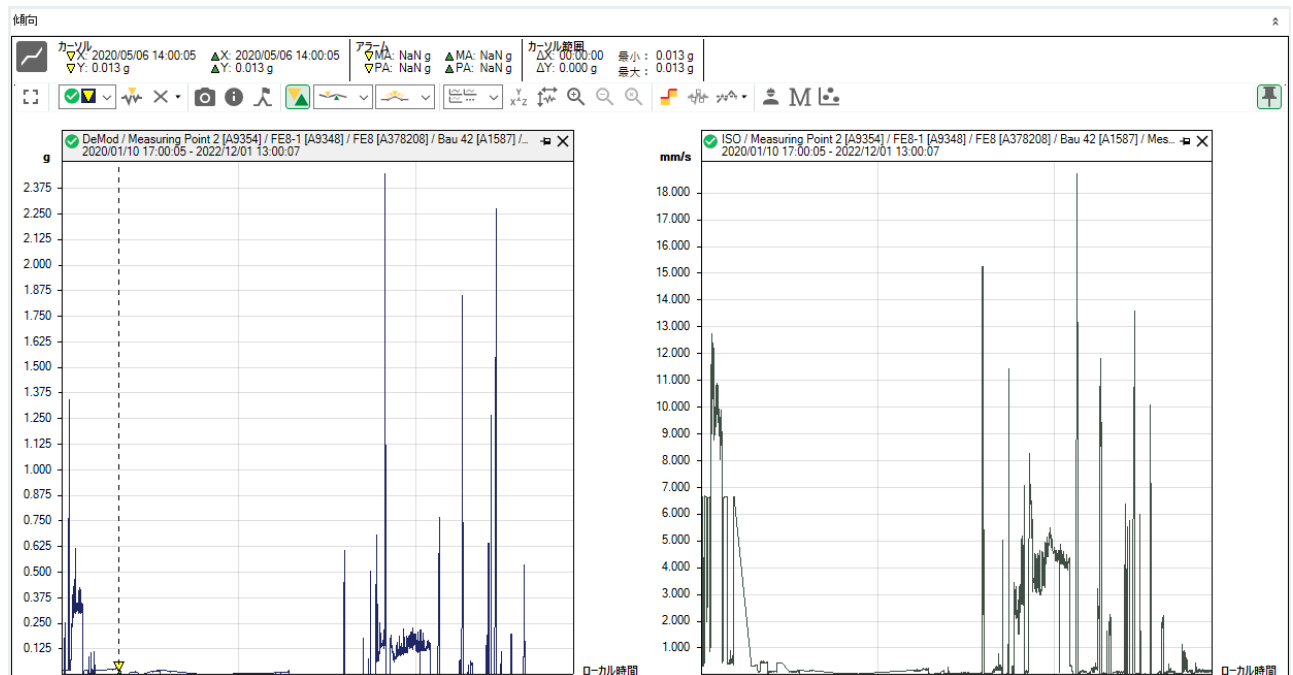 傾向
カーソル
▽X: 2020/05/06 14:00:05 ▲X: 2020/05/06 14:00:05
▽Y: 0.013 g ▲Y: 0.013 g
アラーム
▽MA: NaN g ▲MA: NaN g
▽PA: NaN g ▲PA: NaN g
カーソル範囲
ΔX: 00:00:00 最小: 0.013 g
ΔY: 0.000 g 最大: 0.013 g
DeMod / Measuring Point 2 [A9354] / FE8-1 [A9348] / FE8 [A378208] / Bau 42 [A1587] /...
2020/01/10 17:00:05 - 2022/12/01 13:00:07
g
2.375
2.250
2.125
2.000
1.875
1.750
1.625
1.500
1.375
1.250
1.125
1.000
0.875
0.750
0.625
0.500
0.375
0.250
0.125
ローカル時間
ISO / Measuring Point 2 [A9354] / FE8-1 [A9348] / FE8 [A378208] / Bau 42 [A1587] / Mes...
2020/01/10 17:00:05 - 2022/12/01 13:00:07
mm/s
18.000
17.000
16.000
15.000
14.000
13.000
12.000
11.000
10.000
9.000
8.000
7.000
6.000
5.000
4.000
3.000
2.000
1.000
ローカル時間